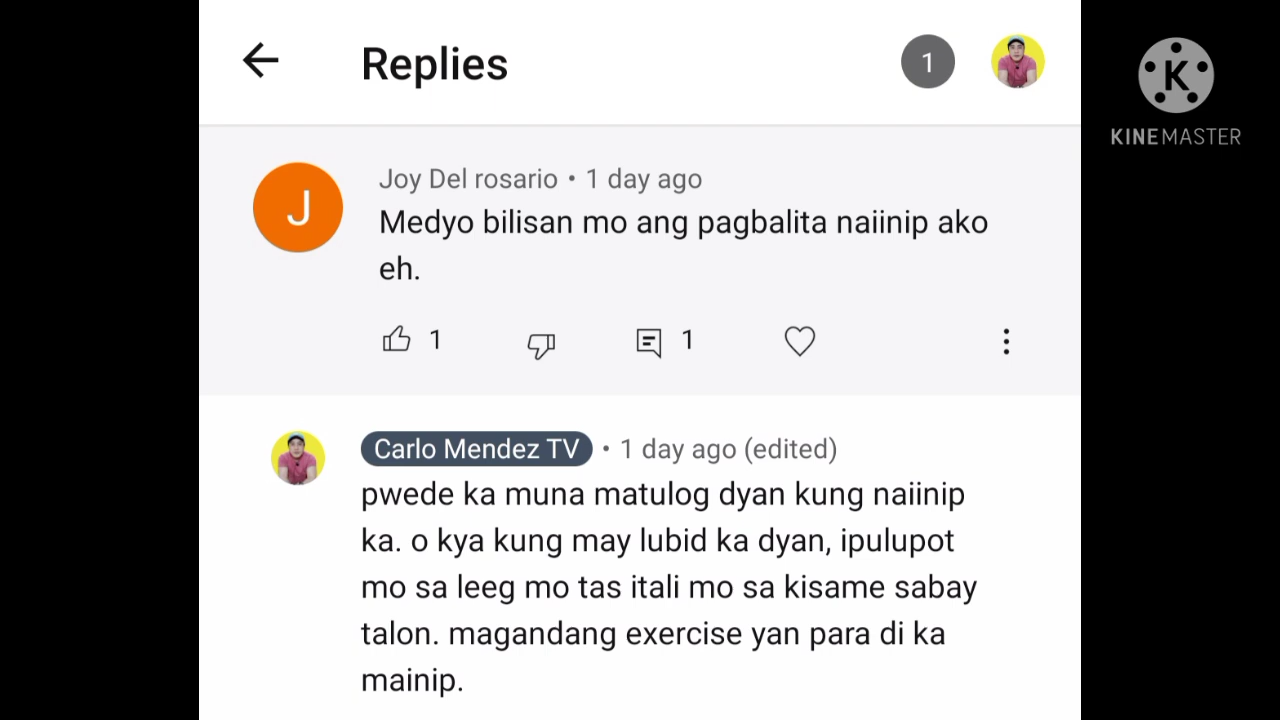 Replies
1
K
KINEMASTER
J
Joy Del rosario • 1 day ago
Medyo bilisan mo ang pagbalita naiinip ako
eh.
1
1
Carlo Mendez TV • 1 day ago (edited)
pwede ka muna matulog dyan kung naiinip
ka. o kya kung may lubid ka dyan, ipulupot
mo sa leeg mo tas itali mo sa kisame sabay
talon. magandang exercise yan para di ka
mainip.